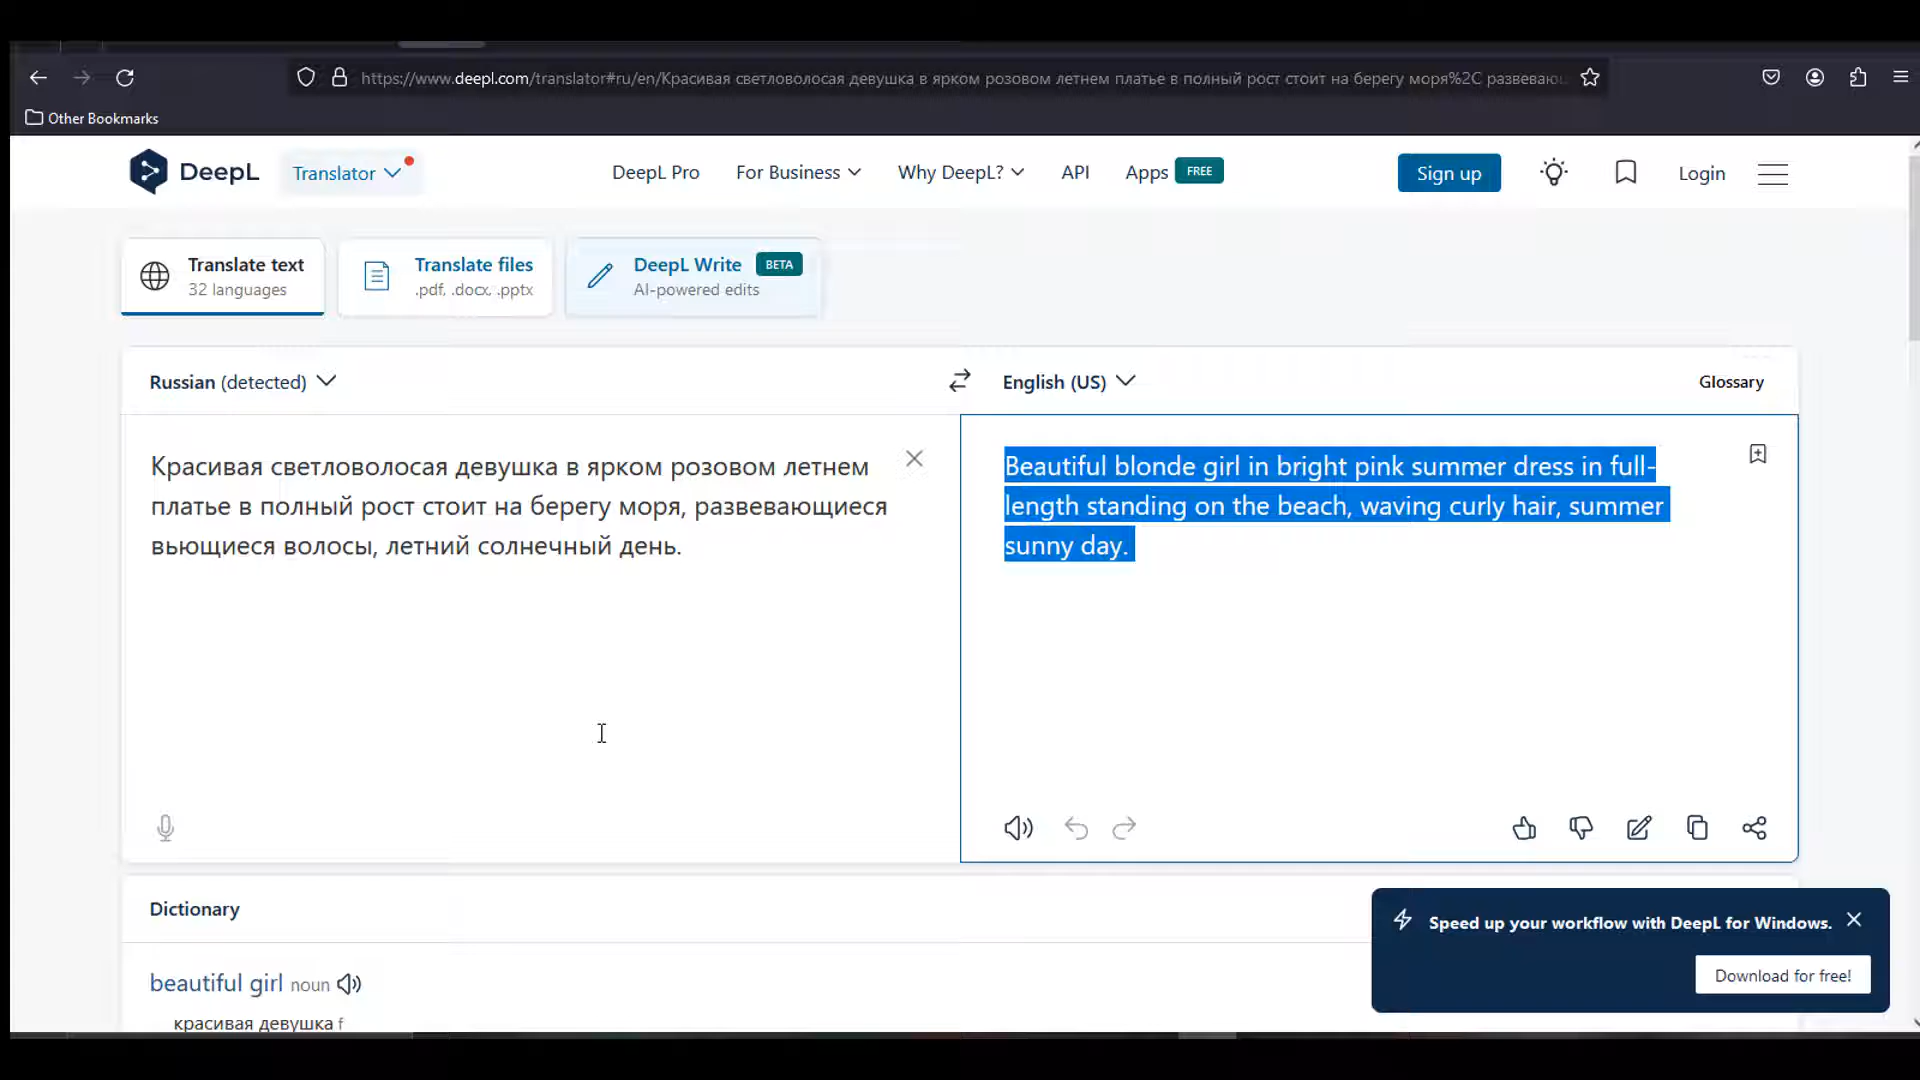 https://www.deepl.com/translator#ru/en/Красивая светловолосая девушка в ярком розовом летнем платье в полный рост стоит на берегу моря%2C развеваю
Other Bookmarks
DeepL
Translator
DeepL Pro
For Business
Why DeepL?
API
Apps
FREE
Sign up
Login
Translate text
32 languages
Translate files
.pdf, .docx, .pptx
DeepL Write
BETA
AI-powered edits
Russian (detected)
English (US)
Glossary
Красивая светловолосая девушка в ярком розовом летнем
платье в полный рост стоит на берегу моря, развевающиеся
вьющиеся волосы, летний солнечный день.
Beautiful blonde girl in bright pink summer dress in full-
length standing on the beach, waving curly hair, summer
sunny day.
Dictionary
beautiful girl noun
красивая девушка f
Speed up your workflow with DeepL for Windows.
Download for free!